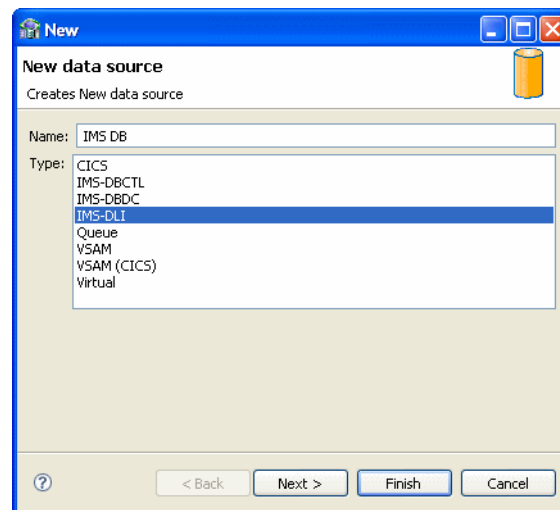 New
New data source
Creates New data source
Name: IMS DB
Type: CICS
IMS-DBCTL
IMS-DBDC
IMS-DLI
Queue
VSAM
VSAM (CICS)
Virtual
? < Back Next > Finish Cancel